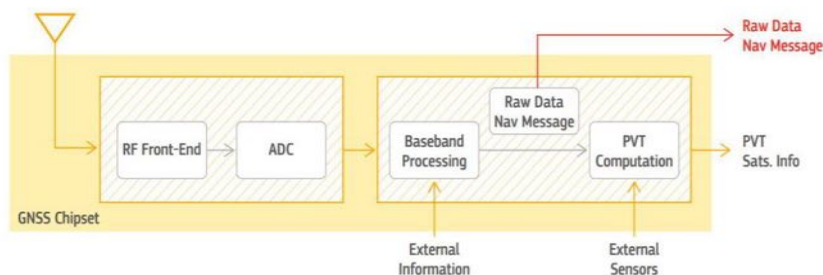 Raw Data
Nav Message
Raw Data
Nav Message
RF Front-End
ADC
Baseband
Processing
PVT
Computation
PVT
Sats. Info
GNSS Chipset
External
Information
External
Sensors